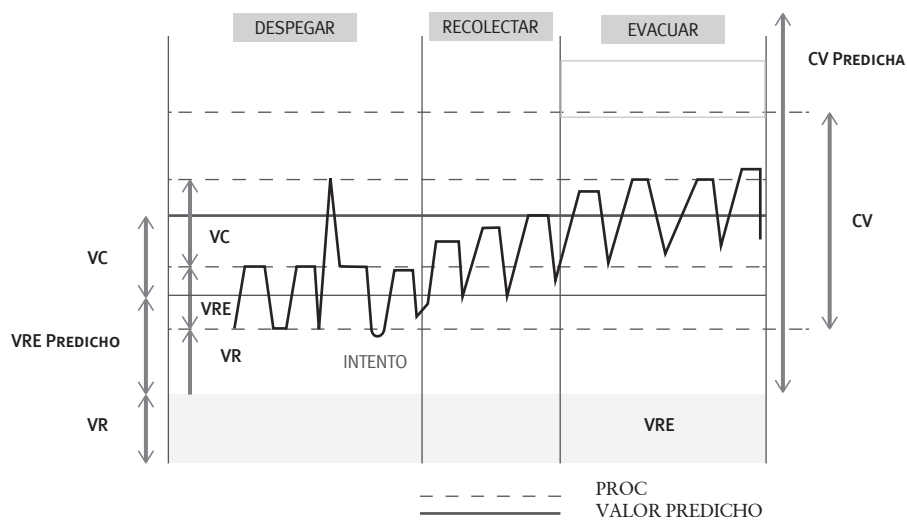 DESPEGAR
RECOLECTAR
EVACUAR
CV PREDICHA
CV
VC
VC
VRE
VRE PREDICHO
VR
INTENTO
VR
VRE
PROC
VALOR PREDICHO